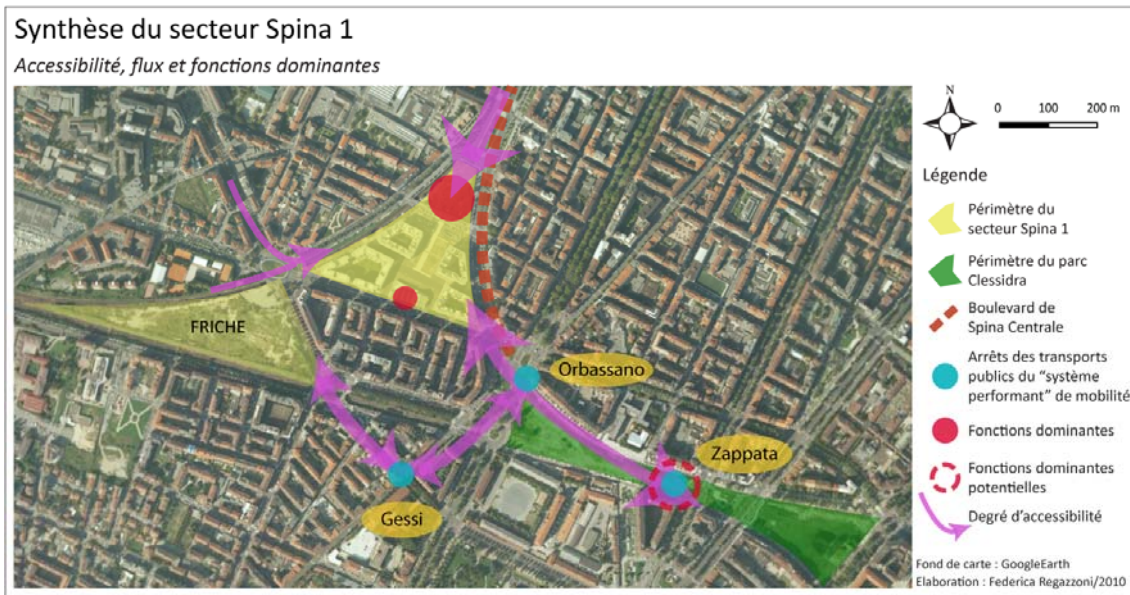 Synthèse du secteur Spina 1
Accessibilité, flux et fonctions dominantes
N
0 100 200 m
Légende
Périmètre du
secteur Spina 1
Périmètre du parc
Clessidra
Boulevard de
Spina Centrale
Arrêts des transports
publics du "système
performant" de mobilité
Fonctions dominantes
Fonctions dominantes
potentielles
Degré d'accessibilité
FRICHE
Orbassano
Zappata
Gessi
Fond de carte : GoogleEarth
Elaboration : Federica Regazzoni/2010